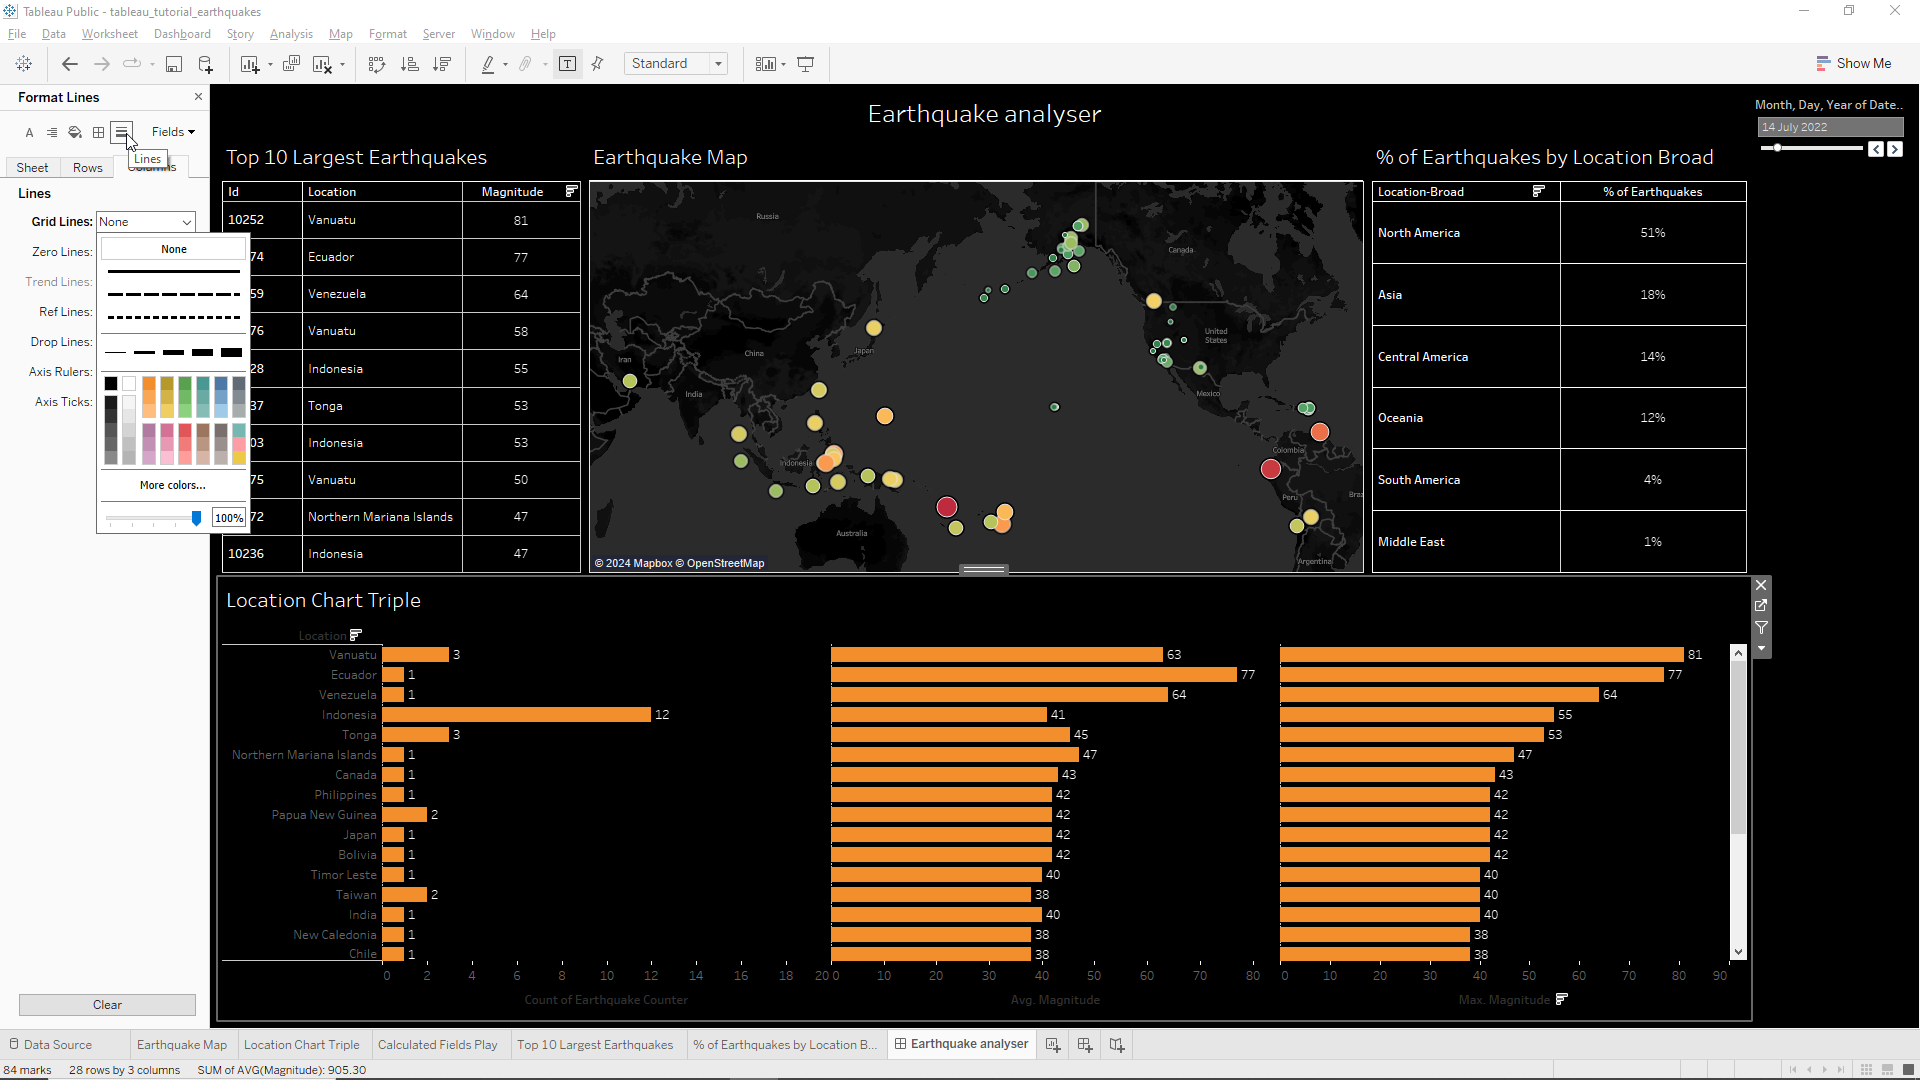 Tableau Public - tableau_tutorial_earthquakes
File Data Worksheet Dashboard Story Analysis Map Format Server Window Help
Standard
Show Me
Format Lines
Fields
Lines
Sheet Rows Columns
Lines
Grid Lines: None
Zero Lines:
Trend Lines:
Ref Lines:
Drop Lines:
Axis Rulers:
Axis Ticks:
None
More colors...
100%
Clear
Earthquake analyser
Month, Day, Year of Date..
14 July 2022
Top 10 Largest Earthquakes
Id Location Magnitude
10252 Vanuatu 81
74 Ecuador 77
59 Venezuela 64
76 Vanuatu 58
28 Indonesia 55
37 Tonga 53
03 Indonesia 53
75 Vanuatu 50
72 Northern Mariana Islands 47
10236 Indonesia 47
Earthquake Map
Russia
Canada
United States
Japan
China
Iran
India
Mexico
Indonesia
Colombia
Peru
Braz
Australia
Argentina
© 2024 Mapbox © OpenStreetMap
% of Earthquakes by Location Broad
Location-Broad % of Earthquakes
North America 51%
Asia 18%
Central America 14%
Oceania 12%
South America 4%
Middle East 1%
Location Chart Triple
Location
Vanuatu 3 63 81
Ecuador 1 77 77
Venezuela 1 64 64
Indonesia 12 41 55
Tonga 3 45 53
Northern Mariana Islands 1 47 47
Canada 1 43 43
Philippines 1 42 42
Papua New Guinea 2 42 42
Japan 1 42 42
Bolivia 1 42 42
Timor Leste 1 40 40
Taiwan 2 38 40
India 1 40 40
New Caledonia 1 38 38
Chile 1 38 38
0 2 4 6 8 10 12 14 16 18 20 0 10 20 30 40 50 60 70 80 0 10 20 30 40 50 60 70 80 90
Count of Earthquake Counter Avg. Magnitude Max. Magnitude
Data Source Earthquake Map Location Chart Triple Calculated Fields Play Top 10 Largest Earthquakes % of Earthquakes by Location B... Earthquake analyser
84 marks 28 rows by 3 columns SUM of AVG(Magnitude): 905.30